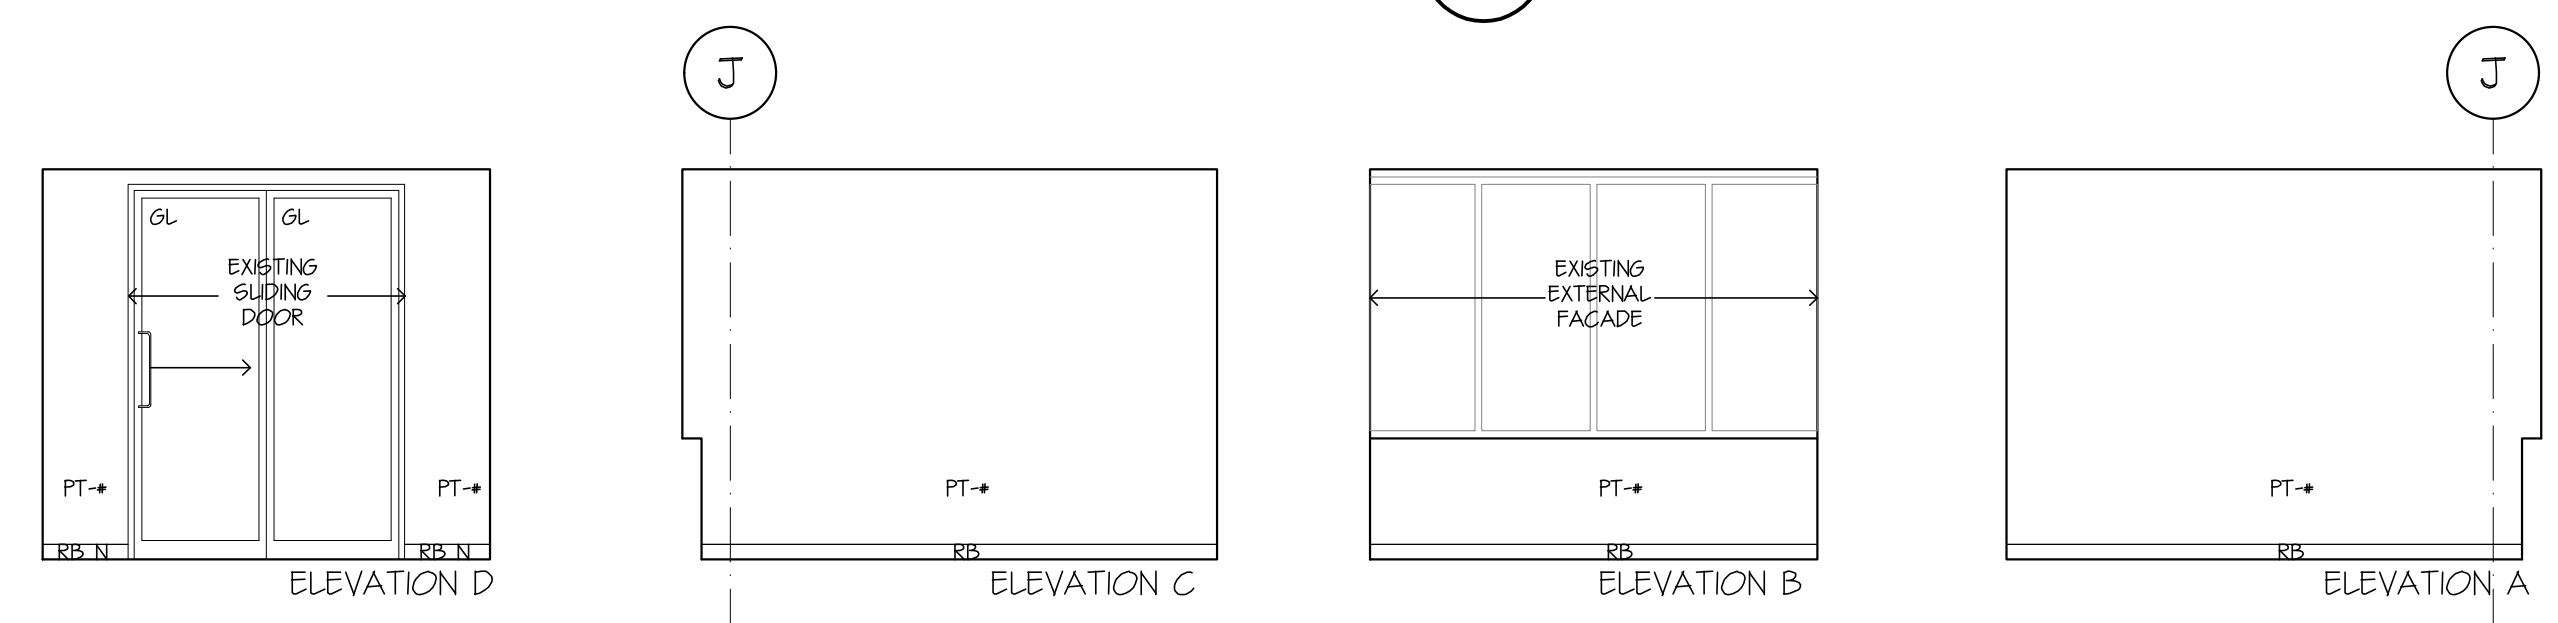 J
J
GL GL
EXISTING
SLIDING
DOOR
PT-# PT-#
RB N RB N
ELEVATION D
PT-#
RB
ELEVATION C
EXISTING
EXTERNAL
FACADE
PT-#
RB
ELEVATION B
PT-#
RB
ELEVATION A